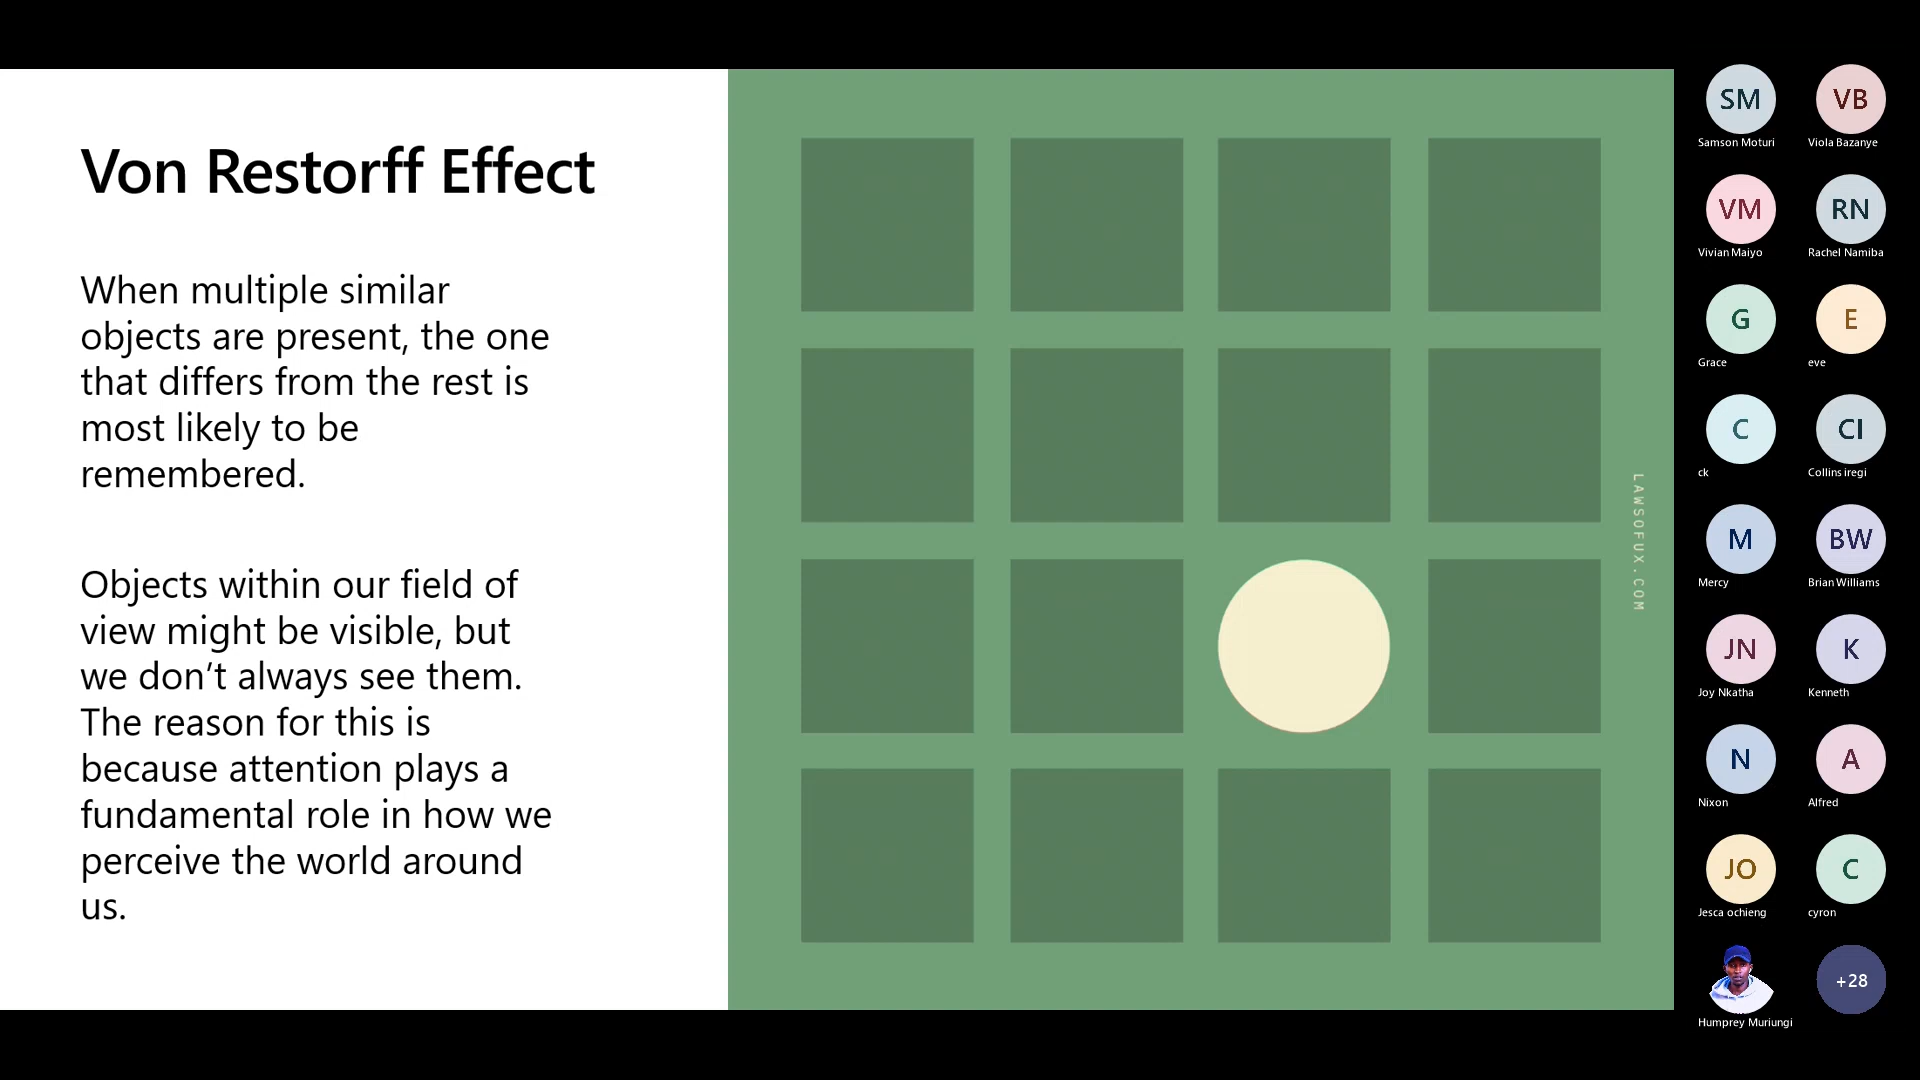 Von Restorff Effect
When multiple similar
objects are present, the one
that differs from the rest is
most likely to be
remembered.
Objects within our field of
view might be visible, but
we don’t always see them.
The reason for this is
because attention plays a
fundamental role in how we
perceive the world around
us.
LAWSOFUX.COM
SM
VB
Samson Moturi
Viola Bazanye
VM
RN
Vivian Maiyo
Rachel Namiba
G
E
Grace
eve
C
CI
ck
Collins iregi
M
BW
Mercy
Brian Williams
JN
K
Joy Nkatha
Kenneth
N
A
Nixon
Alfred
JO
C
Jesca ochieng
cyron
+28
Humprey Muriungi